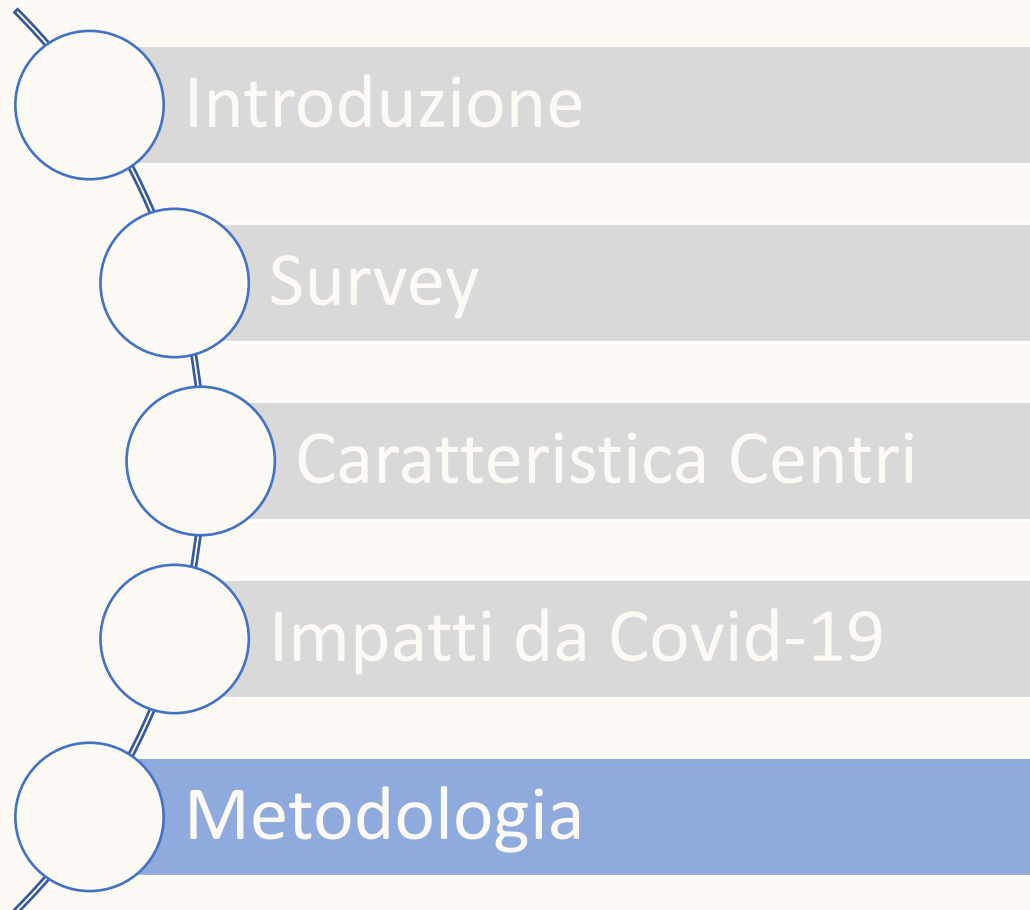 Introduzione
Survey
Caratteristica Centri
Impatti da Covid-19
Metodologia